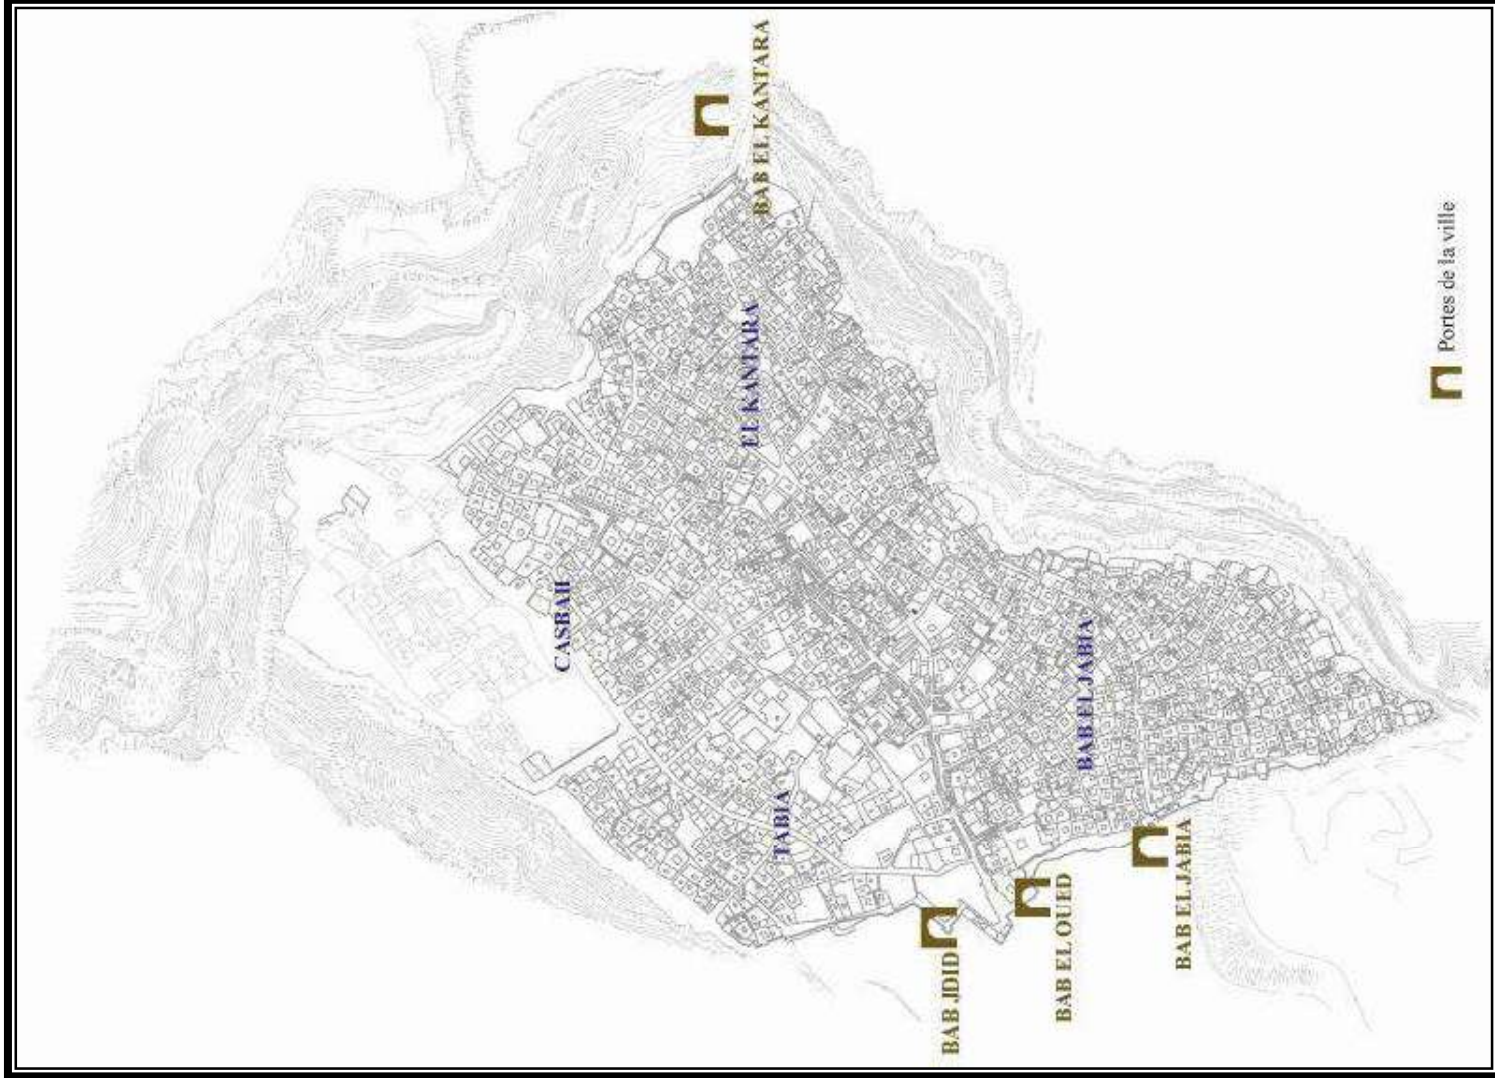 BAB EL KANTARA
EL KANTARA
CASBAH
TABIA
BAB EL JABIA
BAB JDID
BAB EL OUED
BAB EL JABIA
Portes de la ville